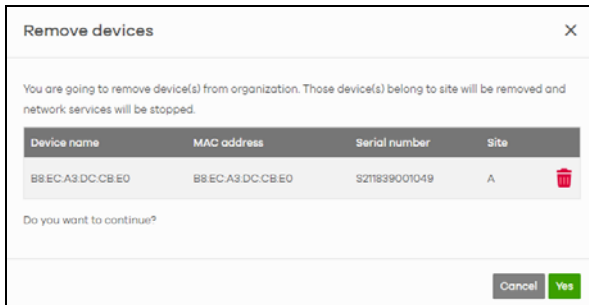 Remove devices
You are going to remove device(s) from organization. Those device(s) belong to site will be removed and
network services will be stopped.
Device name MAC address Serial number Site
B8:EC:A3:DC:CB:E0 B8:EC:A3:DC:CB:E0 S211839001049 A
Do you want to continue?
Cancel Yes